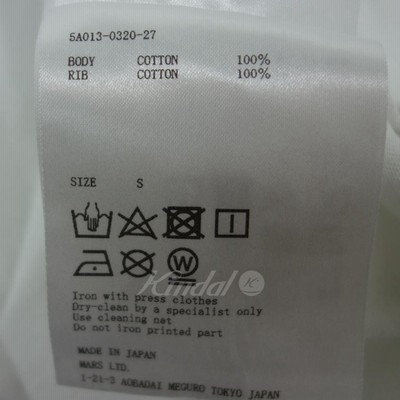 5A013-0320-27
BODY COTTON 100%
RIB COTTON 100%
SIZE S
W
Kindal
Iron with press clothes
Dry-clean by a specialist only
Use cleaning net
Do not iron printed part
MADE IN JAPAN
MARS LTD.
1-21-2 AOBADAI MEGURO TOKYO JAPAN